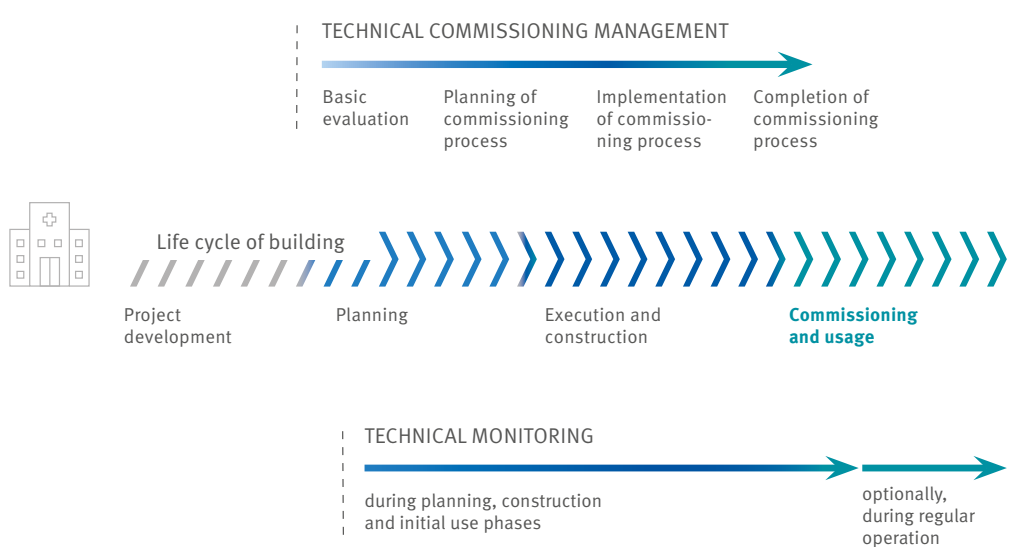 TECHNICAL COMMISSIONING MANAGEMENT
Basic
evaluation
Planning of
commissioning
process
Implementation
of commissio-
ning process
Completion of
commissioning
process
Life cycle of building
Project
development
Planning
Execution and
construction
Commissioning
and usage
TECHNICAL MONITORING
during planning, construction
and initial use phases
optionally,
during regular
operation